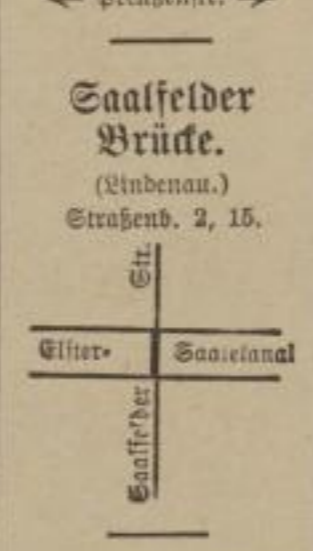 Saalfelder
Brücke.
(Lindenau.)
Straßenb. 2, 15.
Str.
Elster-
Saalekanal
Saalfelder